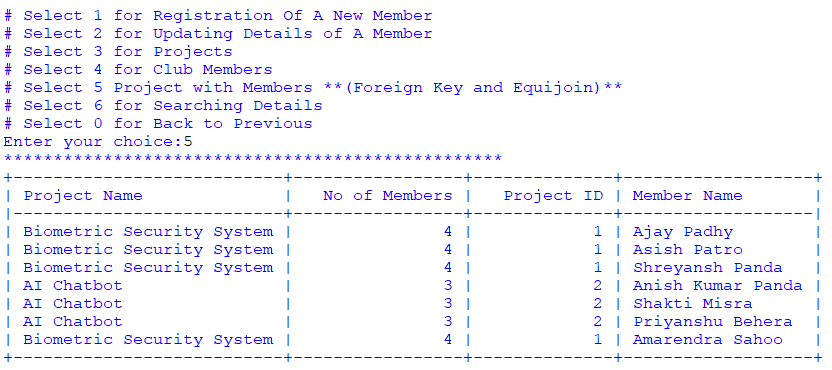 # Select 1 for Registration Of A New Member
# Select 2 for Updating Details of A Member
# Select 3 for Projects
# Select 4 for Club Members
# Select 5 Project with Members **(Foreign Key and Equijoin)**
# Select 6 for Searching Details
# Select 0 for Back to Previous
Enter your choice:5
**************************************************
+---------------------------+-----------------+--------------+-------------------+
| Project Name              |   No of Members |   Project ID | Member Name       |
|---------------------------+-----------------+--------------+-------------------|
| Biometric Security System |               4 |            1 | Ajay Padhy        |
| Biometric Security System |               4 |            1 | Asish Patro       |
| Biometric Security System |               4 |            1 | Shreyansh Panda   |
| AI Chatbot                |               3 |            2 | Anish Kumar Panda |
| AI Chatbot                |               3 |            2 | Shakti Misra      |
| AI Chatbot                |               3 |            2 | Priyanshu Behera  |
| Biometric Security System |               4 |            1 | Amarendra Sahoo   |
+---------------------------+-----------------+--------------+-------------------+